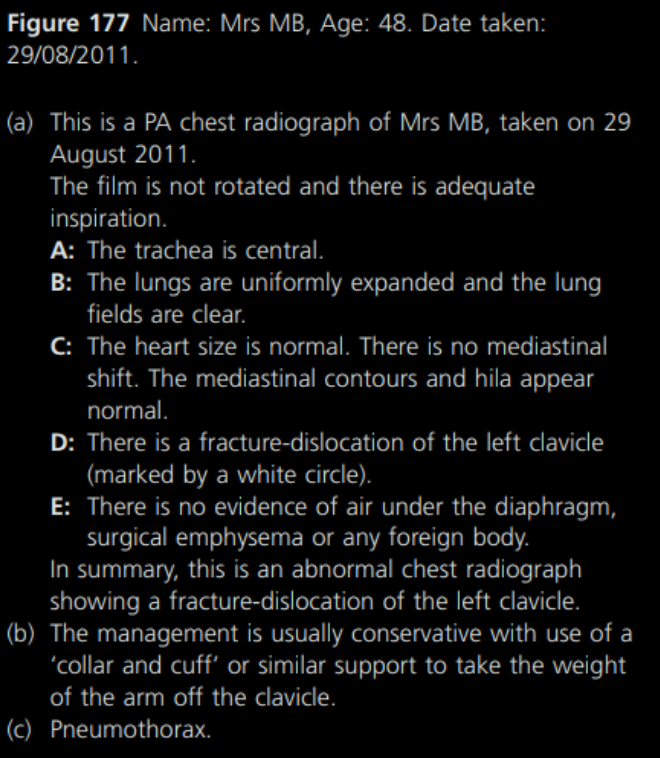 Figure 177 Name: Mrs MB, Age: 48. Date taken:
29/08/2011.
(a) This is a PA chest radiograph of Mrs MB, taken on 29
August 2011.
The film is not rotated and there is adequate
inspiration.
A: The trachea is central.
B: The lungs are uniformly expanded and the lung
fields are clear.
C: The heart size is normal. There is no mediastinal
shift. The mediastinal contours and hila appear
normal.
D: There is a fracture-dislocation of the left clavicle
(marked by a white circle).
E: There is no evidence of air under the diaphragm,
surgical emphysema or any foreign body.
In summary, this is an abnormal chest radiograph
showing a fracture-dislocation of the left clavicle.
(b) The management is usually conservative with use of a
‘collar and cuff’ or similar support to take the weight
of the arm off the clavicle.
(c) Pneumothorax.